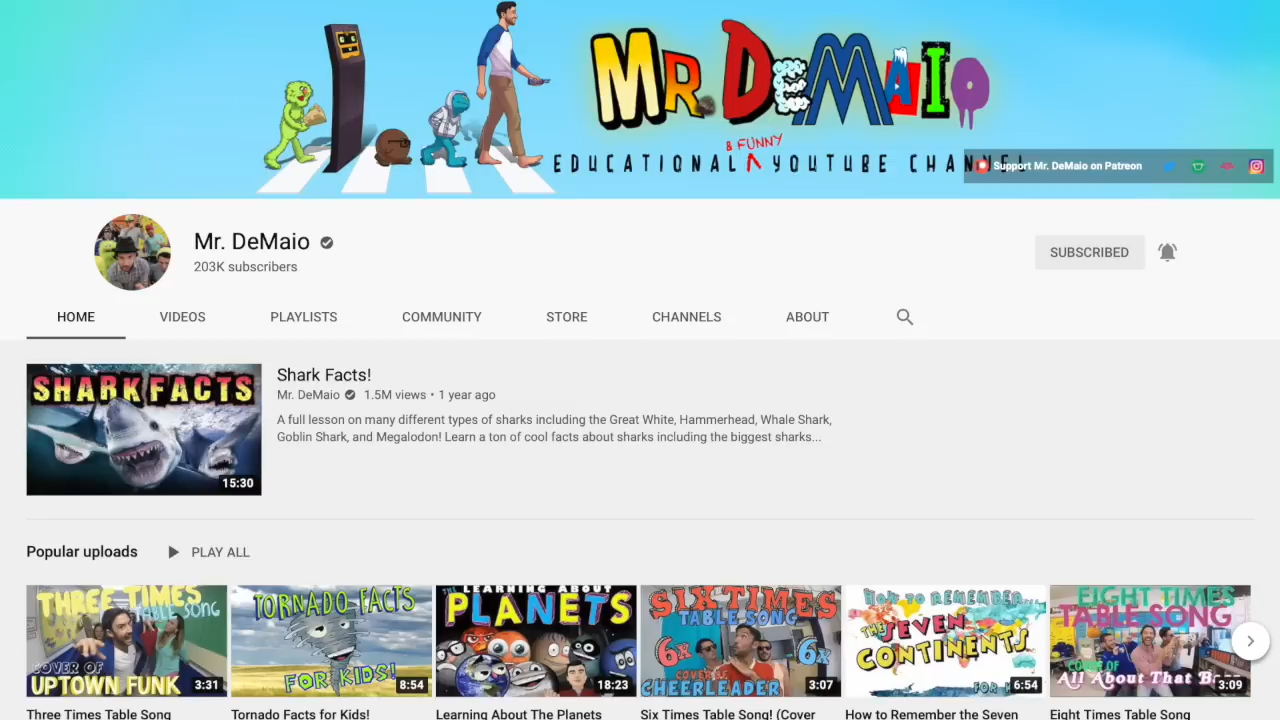 MR. DEMAIO
& FUNNY
EDUCATIONAL YOUTUBE CHANNEL
Support Mr. DeMaio on Patreon
Mr. DeMaio
203K subscribers
SUBSCRIBED
HOME VIDEOS PLAYLISTS COMMUNITY STORE CHANNELS ABOUT
SHARK FACTS
15:30
Shark Facts!
Mr. DeMaio 1.5M views • 1 year ago
A full lesson on many different types of sharks including the Great White, Hammerhead, Whale Shark,
Goblin Shark, and Megalodon! Learn a ton of cool facts about sharks including the biggest sharks...
Popular uploads PLAY ALL
THREE TIMES
TABLE SONG
COVER OF
UPTOWN FUNK
3:31
TORNADO FACTS
FOR KIDS!
8:54
LEARNING ABOUT
PLANETS
18:23
SIX TIMES
TABLE SONG
6x 6x
COVER OF
CHEERLEADER
3:07
HOW TO REMEMBER...
THE SEVEN
CONTINENTS
FOR
6:54
EIGHT TIMES
TABLE SONG
COVER OF
All About That
3:09
Three Times Table Song
Tornado Facts for Kids!
Learning About The Planets
Six Times Table Song! (Cover
How to Remember the Seven
Eight Times Table Song